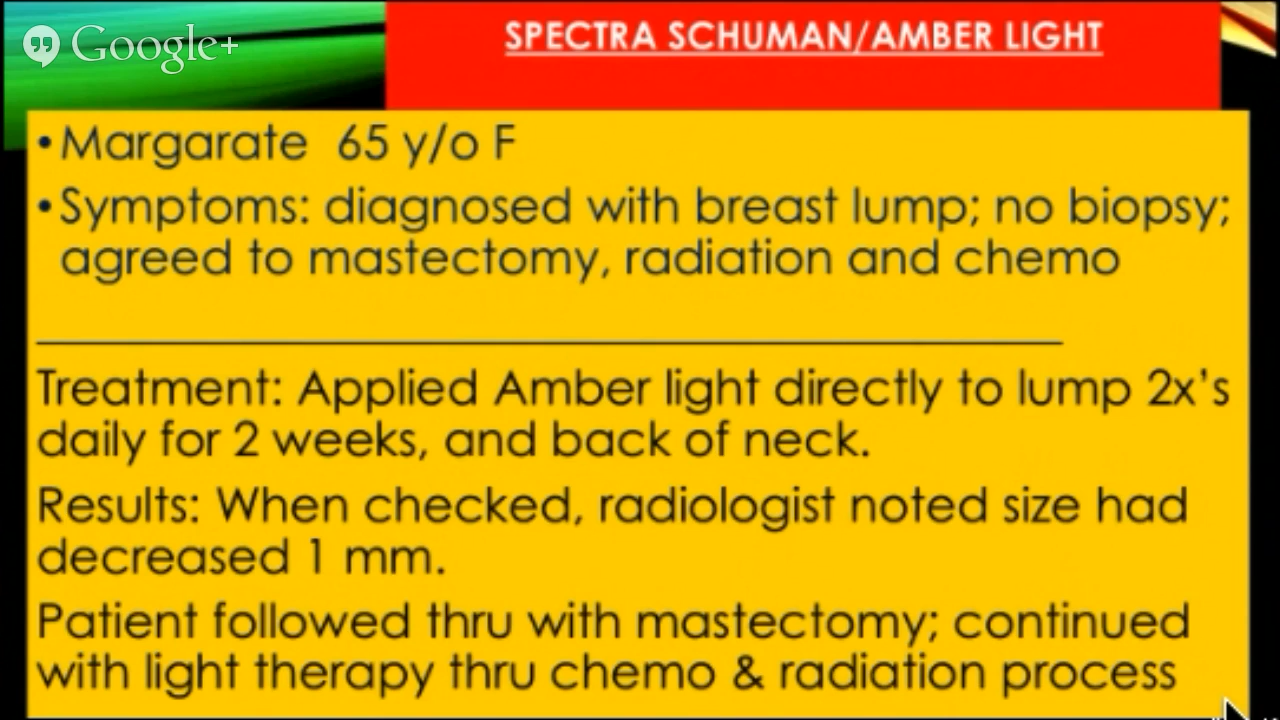 Google+
SPECTRA SCHUMAN/AMBER LIGHT
• Margarate 65 y/o F
• Symptoms: diagnosed with breast lump; no biopsy;
agreed to mastectomy, radiation and chemo
Treatment: Applied Amber light directly to lump 2x's
daily for 2 weeks, and back of neck.
Results: When checked, radiologist noted size had
decreased 1 mm.
Patient followed thru with mastectomy; continued
with light therapy thru chemo & radiation process